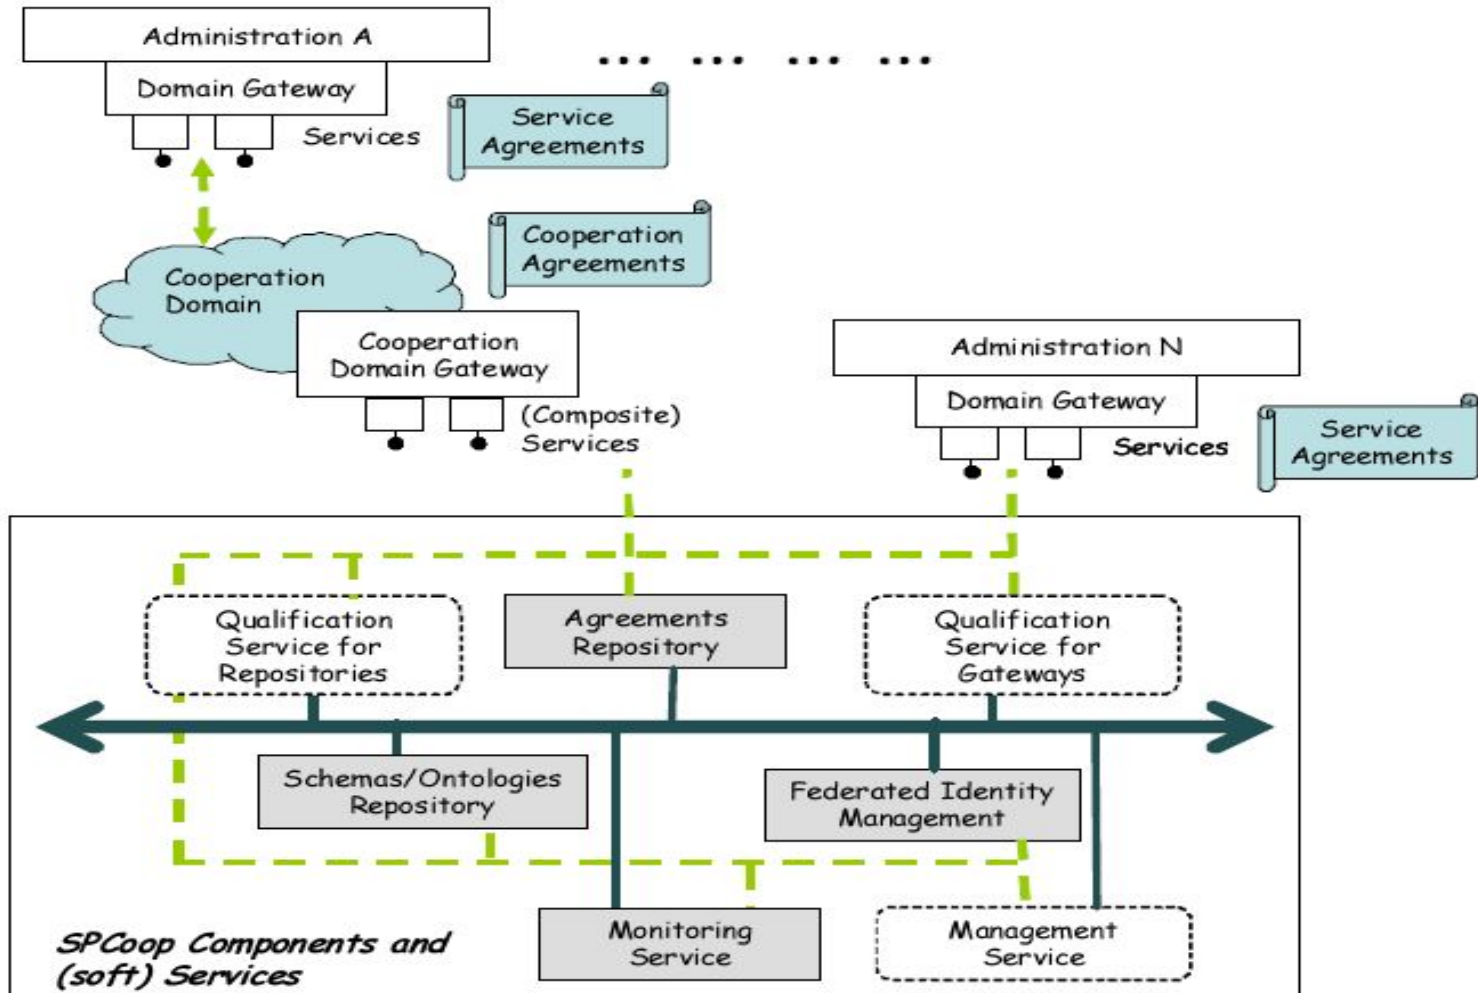 Administration A
Domain Gateway
Services
Service
Agreements
... ... ... ...
Cooperation
Agreements
Cooperation
Domain
Cooperation
Domain Gateway
(Composite)
Services
Administration N
Domain Gateway
Services
Service
Agreements
Qualification
Service for
Repositories
Agreements
Repository
Qualification
Service for
Gateways
Schemas/Ontologies
Repository
Federated Identity
Management
Monitoring
Service
Management
Service
SPCoop Components and
(soft) Services